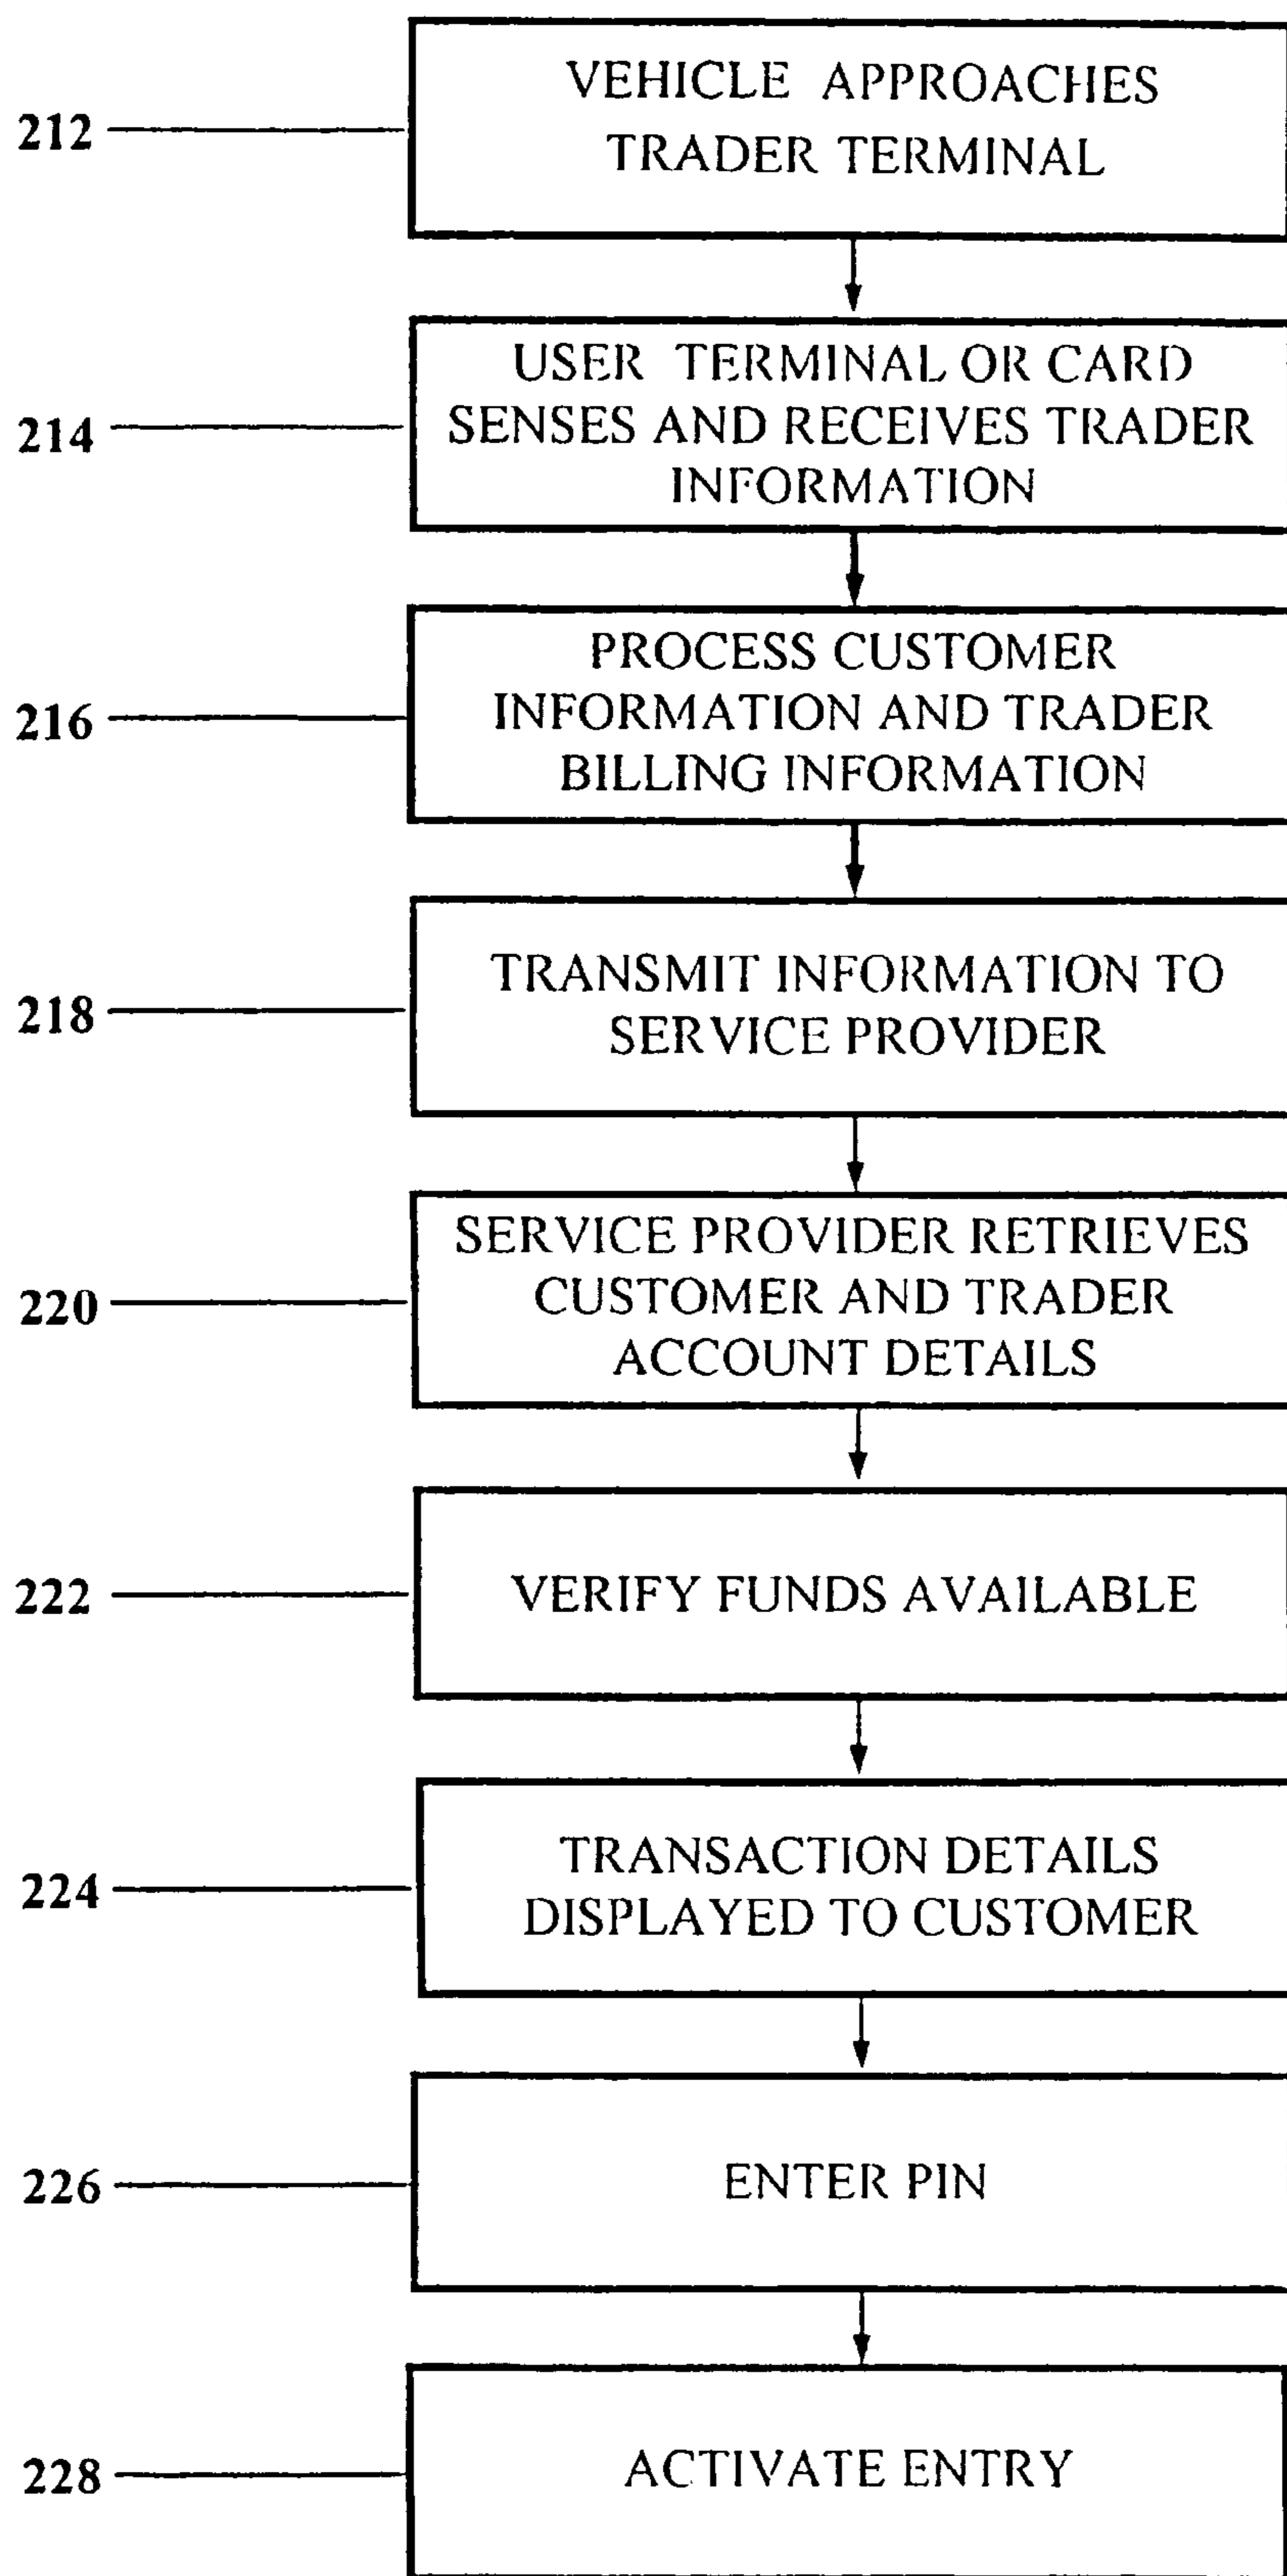 212
VEHICLE APPROACHES
TRADER TERMINAL
214
USER TERMINAL OR CARD
SENSES AND RECEIVES TRADER
INFORMATION
216
PROCESS CUSTOMER
INFORMATION AND TRADER
BILLING INFORMATION
218
TRANSMIT INFORMATION TO
SERVICE PROVIDER
220
SERVICE PROVIDER RETRIEVES
CUSTOMER AND TRADER
ACCOUNT DETAILS
222
VERIFY FUNDS AVAILABLE
224
TRANSACTION DETAILS
DISPLAYED TO CUSTOMER
226
ENTER PIN
228
ACTIVATE ENTRY